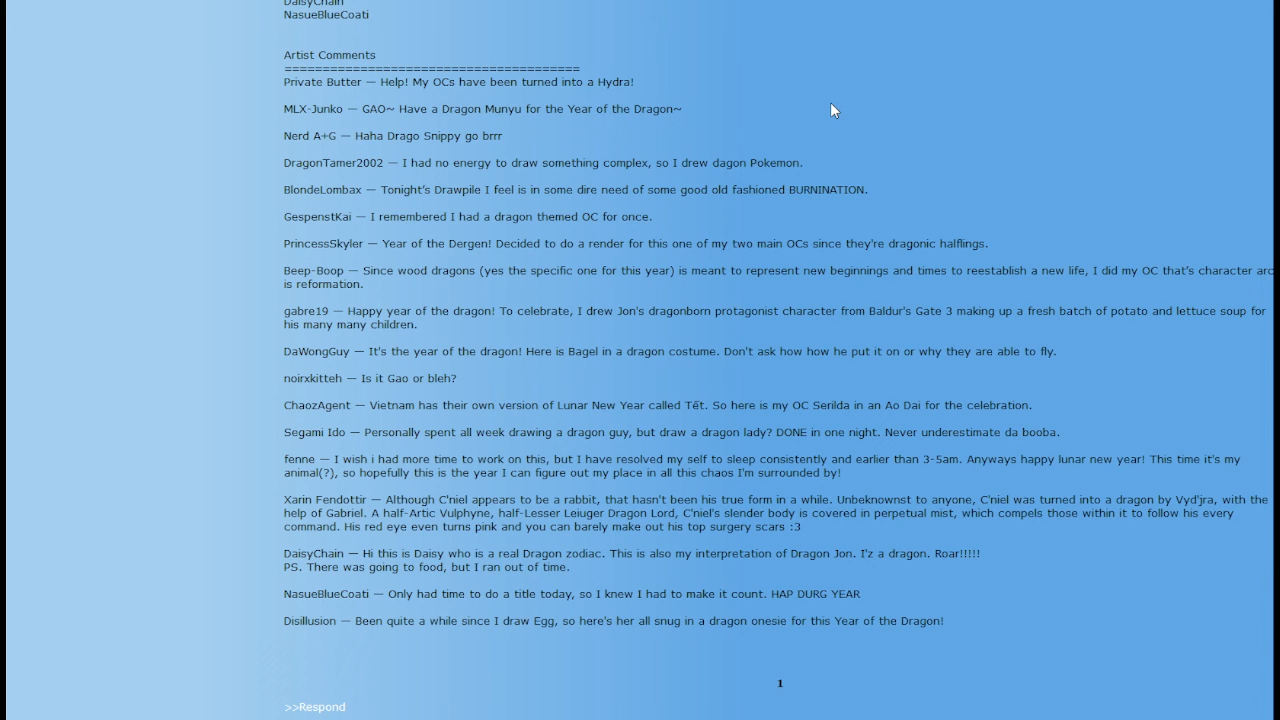 DaisyChain
NasueBlueCoati
Artist Comments
=======================================
Private Butter — Help! My OCs have been turned into a Hydra!
MLX-Junko — GAO~ Have a Dragon Munyu for the Year of the Dragon~
Nerd A+G — Haha Drago Snippy go brrr
DragonTamer2002 — I had no energy to draw something complex, so I drew dagon Pokemon.
BlondeLombax — Tonight’s Drawpile I feel is in some dire need of some good old fashioned BURNINATION.
GespenstKai — I remembered I had a dragon themed OC for once.
PrincessSkyler — Year of the Dergen! Decided to do a render for this one of my two main OCs since they're dragonic halflings.
Beep-Boop — Since wood dragons (yes the specific one for this year) is meant to represent new beginnings and times to reestablish a new life, I did my OC that’s character arc
is reformation.
gabre19 — Happy year of the dragon! To celebrate, I drew Jon's dragonborn protagonist character from Baldur's Gate 3 making up a fresh batch of potato and lettuce soup for
his many many children.
DaWongGuy — It's the year of the dragon! Here is Bagel in a dragon costume. Don't ask how how he put it on or why they are able to fly.
noirxkitteh — Is it Gao or bleh?
ChaozAgent — Vietnam has their own version of Lunar New Year called Tết. So here is my OC Serilda in an Ao Dai for the celebration.
Segami Ido — Personally spent all week drawing a dragon guy, but draw a dragon lady? DONE in one night. Never underestimate da booba.
fenne — I wish i had more time to work on this, but I have resolved my self to sleep consistently and earlier than 3-5am. Anyways happy lunar new year! This time it's my
animal(?), so hopefully this is the year I can figure out my place in all this chaos I'm surrounded by!
Xarin Fendottir — Although C'niel appears to be a rabbit, that hasn't been his true form in a while. Unbeknownst to anyone, C'niel was turned into a dragon by Vyd'jra, with the
help of Gabriel. A half-Artic Vulphyne, half-Lesser Leiuger Dragon Lord, C'niel's slender body is covered in perpetual mist, which compels those within it to follow his every
command. His red eye even turns pink and you can barely make out his top surgery scars :3
DaisyChain — Hi this is Daisy who is a real Dragon zodiac. This is also my interpretation of Dragon Jon. I'z a dragon. Roar!!!!!
PS. There was going to food, but I ran out of time.
NasueBlueCoati — Only had time to do a title today, so I knew I had to make it count. HAP DURG YEAR
Disillusion — Been quite a while since I draw Egg, so here's her all snug in a dragon onesie for this Year of the Dragon!
1
>>Respond